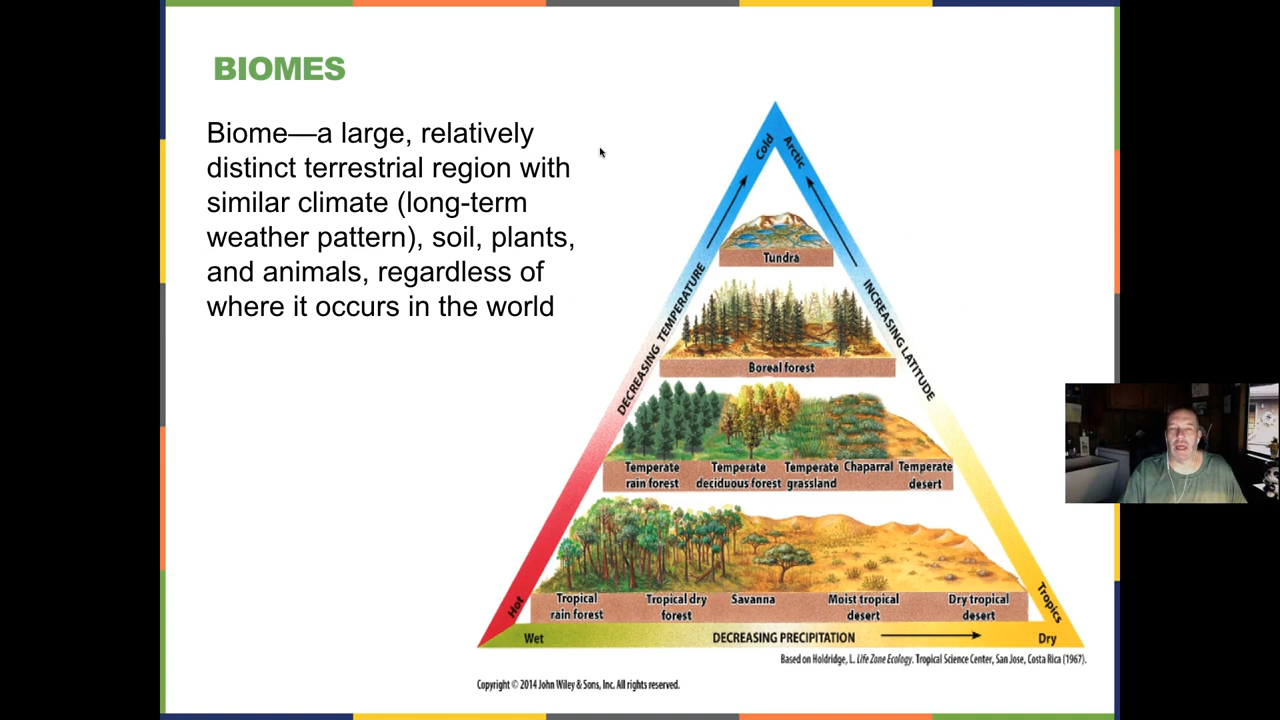 BIOMES
Biome—a large, relatively
distinct terrestrial region with
similar climate (long-term
weather pattern), soil, plants,
and animals, regardless of
where it occurs in the world
Cold
Arctic
DECREASING TEMPERATURE
INCREASING LATITUDE
Tundra
Boreal forest
Temperate
rain forest
Temperate
deciduous forest
Temperate
grassland
Chaparral
Temperate
desert
Hot
Tropics
Tropical
rain forest
Tropical dry
forest
Savanna
Moist tropical
desert
Dry tropical
desert
Wet
DECREASING PRECIPITATION
Dry
Based on Holdridge, L. Life Zone Ecology. Tropical Science Center, San Jose, Costa Rica (1967).
Copyright © 2014 John Wiley & Sons, Inc. All rights reserved.